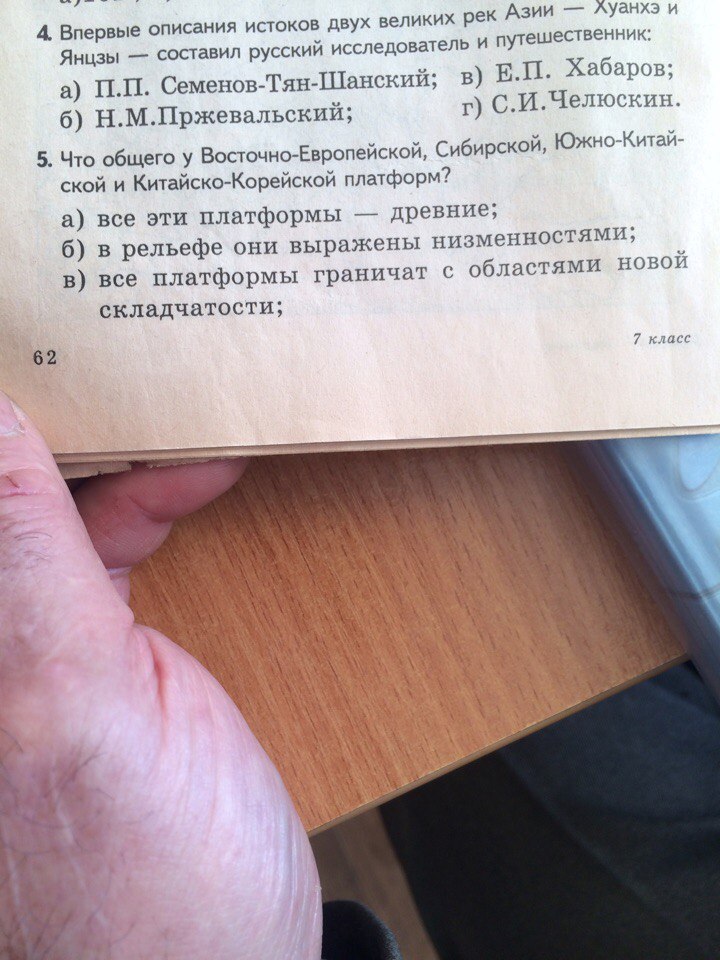 4. Впервые описания истоков двух великих рек Азии — Хуанхэ и
Янцзы — составил русский исследователь и путешественник:
а) П.П. Семенов-Тян-Шанский; в) Е.П. Хабаров;
б) Н.М.Пржевальский; г) С.И.Челюскин.
5. Что общего у Восточно-Европейской, Сибирской, Южно-Китай-
ской и Китайско-Корейской платформ?
а) все эти платформы — древние;
б) в рельефе они выражены низменностями;
в) все платформы граничат с областями новой
складчатости;
7 класс
62